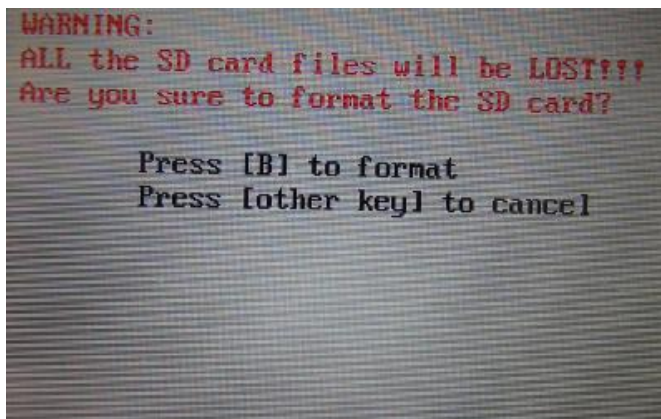 WARNING:
ALL the SD card files will be LOST!!!
Are you sure to format the SD card?
Press [B] to format
Press [other key] to cancel